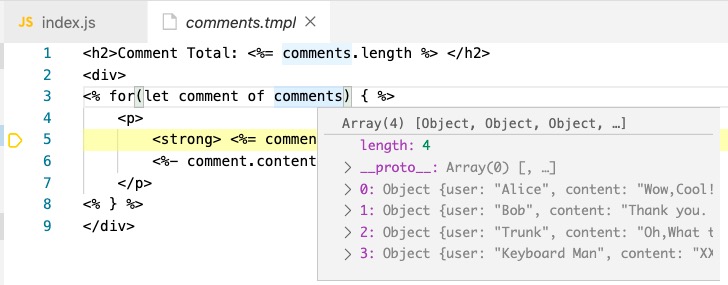 JS index.js comments.tmpl ×
1 <h2>Comment Total: <%= comments.length %> </h2>
2 <div>
3 <% for(let comment of comments) { %>
4 <p>
5 <strong> <%= commen
6 <%- comment.content
7 </p>
8 <% } %>
9 </div>
Array(4) [Object, Object, Object, …]
length: 4
__proto__: Array(0) [, …]
0: Object {user: "Alice", content: "Wow,Cool!
1: Object {user: "Bob", content: "Thank you.
2: Object {user: "Trunk", content: "Oh,What t
3: Object {user: "Keyboard Man", content: "XX